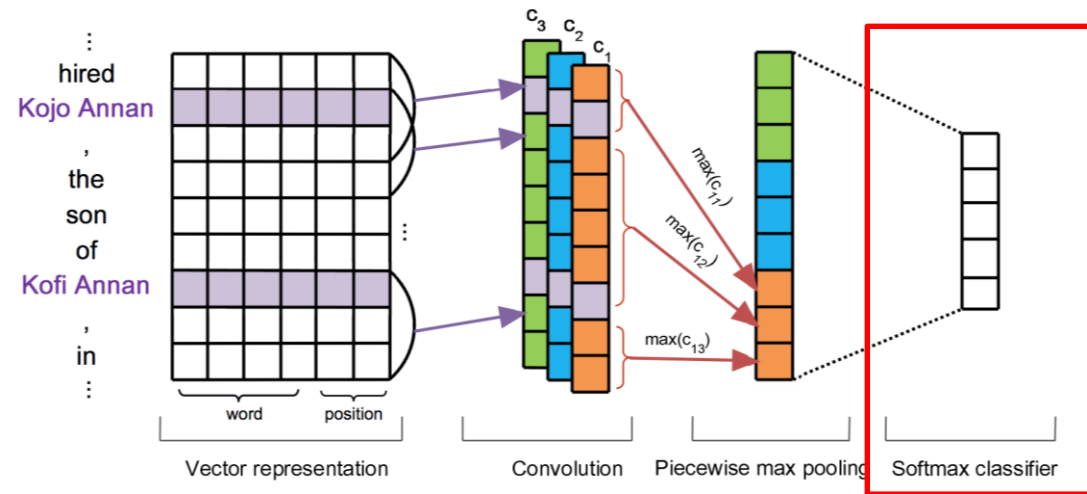 ⋮
hired
Kojo Annan
,
the
son
of
Kofi Annan
,
in
⋮
word
position
Vector representation
⋮
c3
c2
c1
Convolution
max(c11)
max(c12)
max(c13)
Piecewise max pooling
Softmax classifier